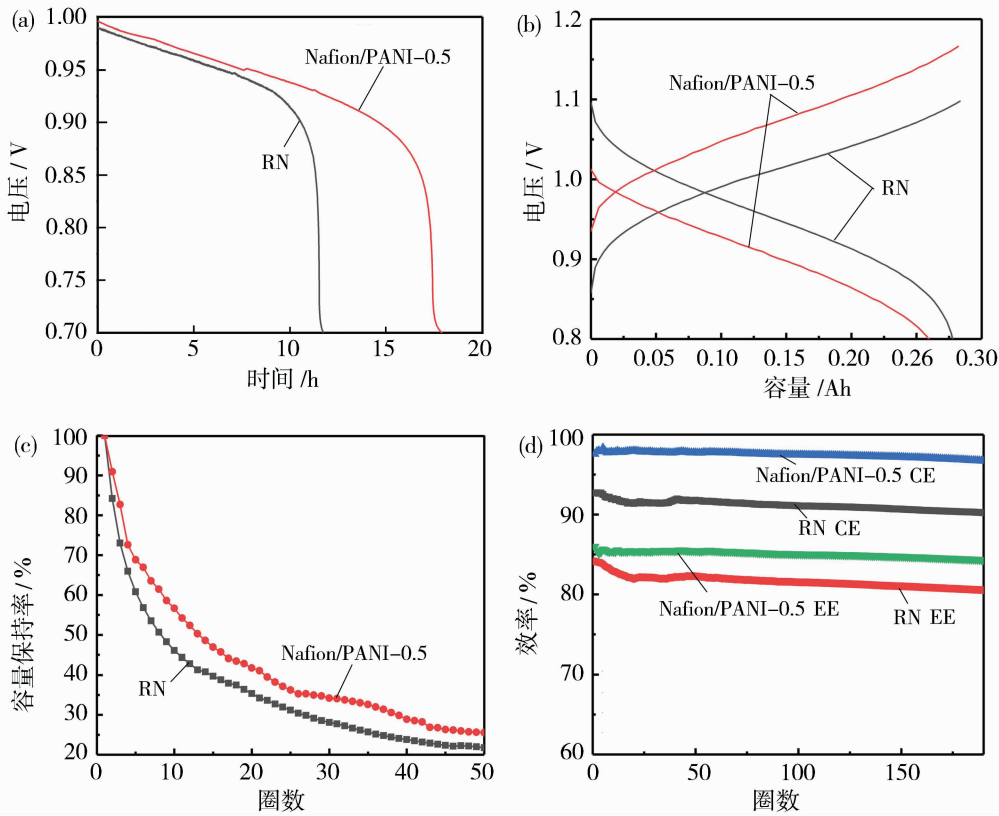 (a)
1.00
0.95
0.90
0.85
0.80
0.75
0.70
电压 / V
Nafion/PANI-0.5
RN
0
5
10
15
20
时间 /h
(b)
1.2
1.1
1.0
0.9
0.8
电压 / V
Nafion/PANI-0.5
RN
0
0.05
0.10
0.15
0.20
0.25
0.30
容量 /Ah
(c)
100
90
80
70
60
50
40
30
20
容量保持率 / %
Nafion/PANI-0.5
RN
0
10
20
30
40
50
圈数
(d)
100
90
80
70
60
效率 / %
Nafion/PANI-0.5 CE
RN CE
Nafion/PANI-0.5 EE
RN EE
0
50
100
150
圈数